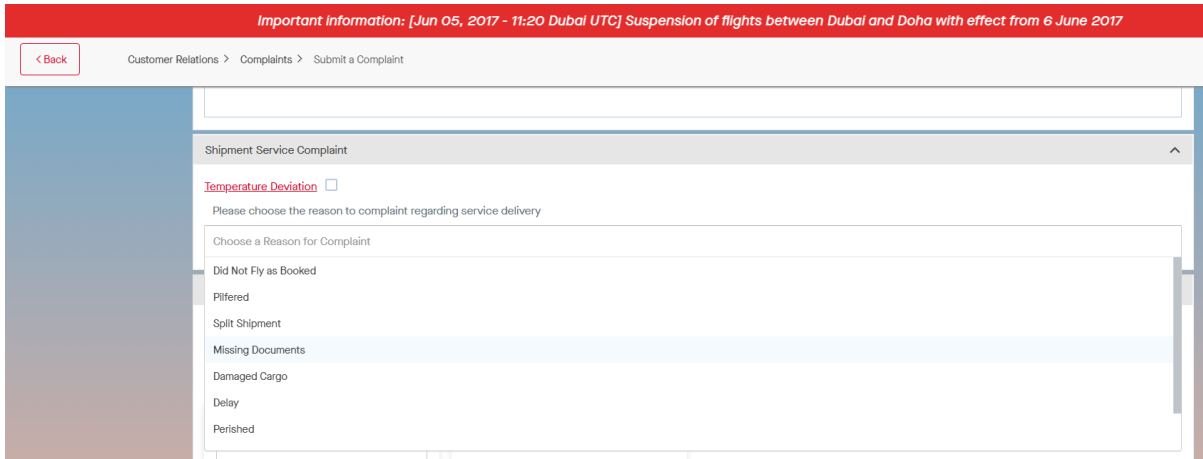 Important information: [Jun 05, 2017 - 11:20 Dubai UTC] Suspension of flights between Dubai and Doha with effect from 6 June 2017
< Back
Customer Relations > Complaints > Submit a Complaint
Shipment Service Complaint
Temperature Deviation
Please choose the reason to complaint regarding service delivery
Choose a Reason for Complaint
Did Not Fly as Booked
Pilfered
Split Shipment
Missing Documents
Damaged Cargo
Delay
Perished